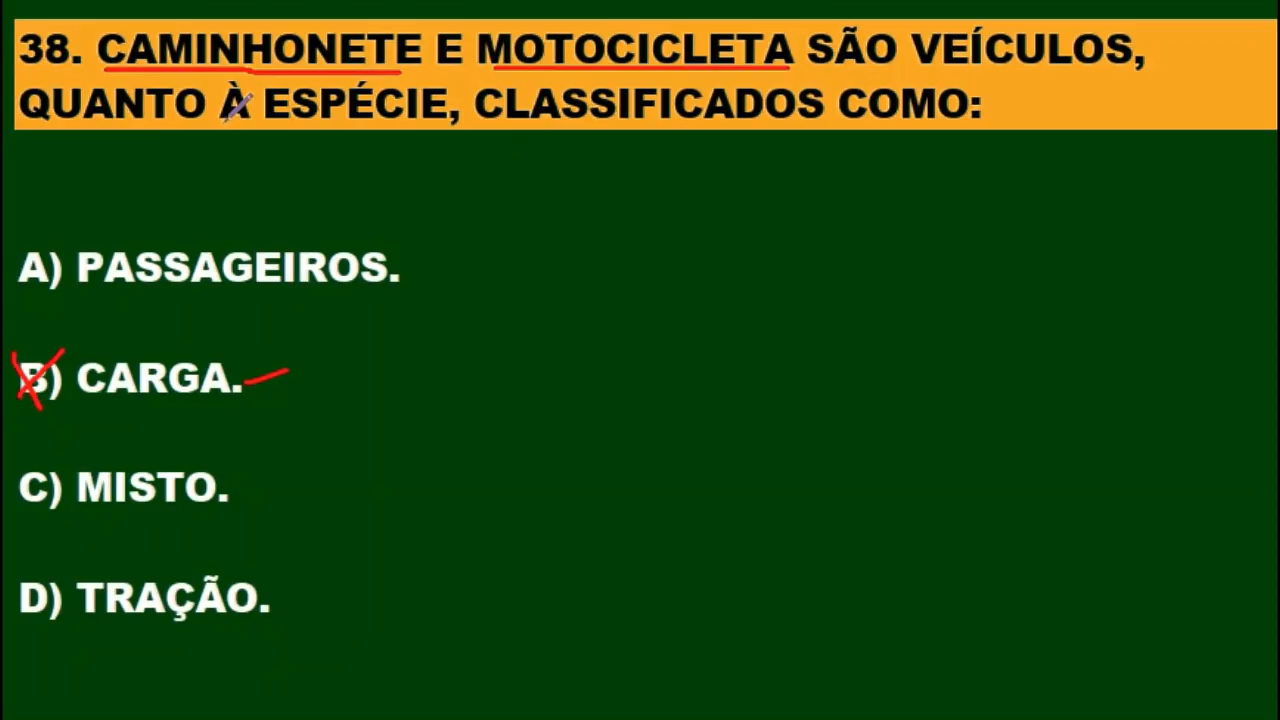 38. CAMINHONETE E MOTOCICLETA SÃO VEÍCULOS,
QUANTO À ESPÉCIE, CLASSIFICADOS COMO:
A) PASSAGEIROS.
B) CARGA.
C) MISTO.
D) TRAÇÃO.